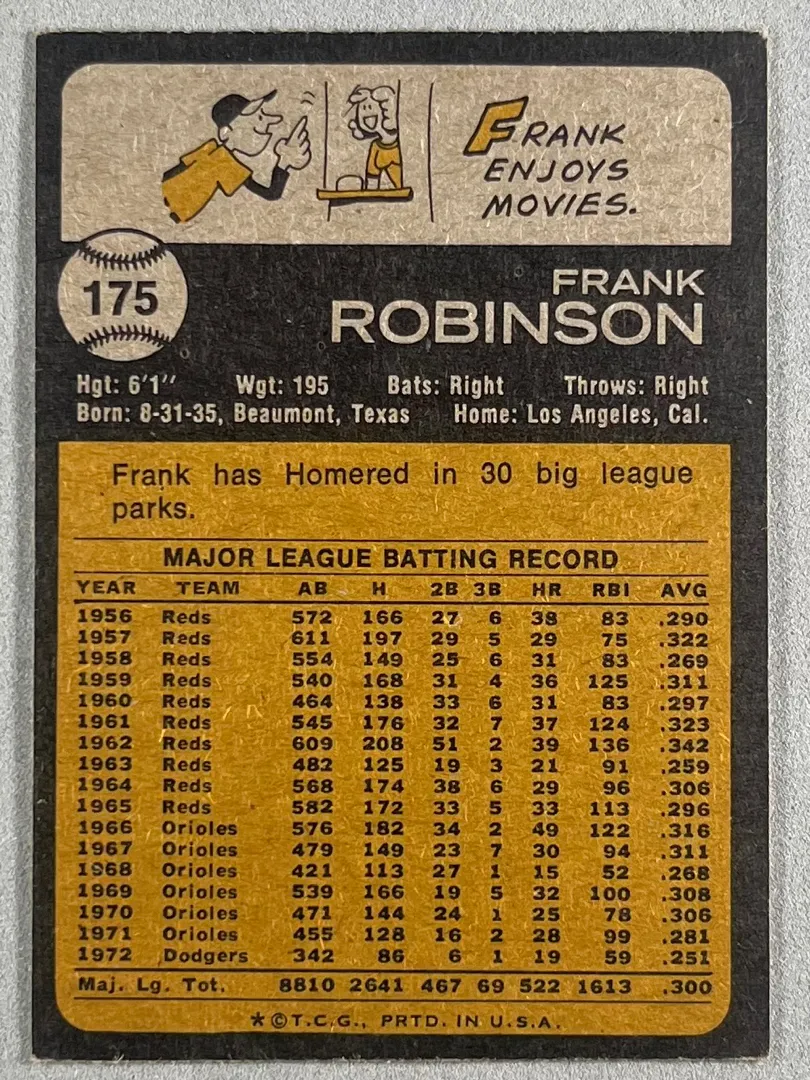 FRANK
ENJOYS
MOVIES.
175
FRANK
ROBINSON
Hgt: 6'1" Wgt: 195 Bats: Right Throws: Right
Born: 8-31-35, Beaumont, Texas Home: Los Angeles, Cal.
Frank has Homered in 30 big league
parks.
MAJOR LEAGUE BATTING RECORD
YEAR TEAM AB H 2B 3B HR RBI AVG
1956 Reds 572 166 27 6 38 83 .290
1957 Reds 611 197 29 5 29 75 .322
1958 Reds 554 149 25 6 31 83 .269
1959 Reds 540 168 31 4 36 125 .311
1960 Reds 464 138 33 6 31 83 .297
1961 Reds 545 176 32 7 37 124 .323
1962 Reds 609 208 51 2 39 136 .342
1963 Reds 482 125 19 3 21 91 .259
1964 Reds 568 174 38 6 29 96 .306
1965 Reds 582 172 33 5 33 113 .296
1966 Orioles 576 182 34 2 49 122 .316
1967 Orioles 479 149 23 7 30 94 .311
1968 Orioles 421 113 27 1 15 52 .268
1969 Orioles 539 166 19 5 32 100 .308
1970 Orioles 471 144 24 1 25 78 .306
1971 Orioles 455 128 16 2 28 99 .281
1972 Dodgers 342 86 6 1 19 59 .251
Maj. Lg. Tot. 8810 2641 467 69 522 1613 .300
*©T.C.G., PRTD. IN U.S.A.